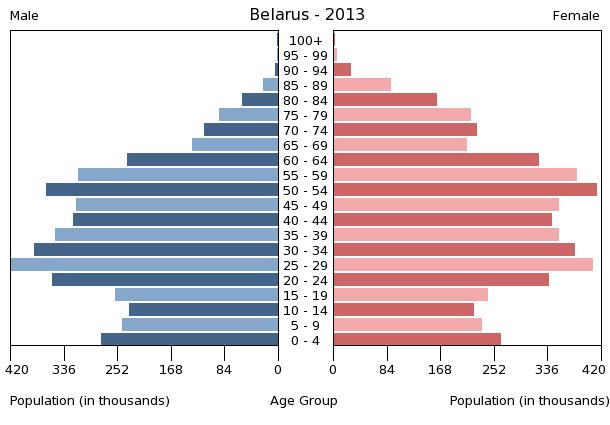 Male Belarus - 2013 Female
100+
95 - 99
90 - 94
85 - 89
80 - 84
75 - 79
70 - 74
65 - 69
60 - 64
55 - 59
50 - 54
45 - 49
40 - 44
35 - 39
30 - 34
25 - 29
20 - 24
15 - 19
10 - 14
5 - 9
0 - 4
420 336 252 168 84 0 0 84 168 252 336 420
Population (in thousands) Age Group Population (in thousands)